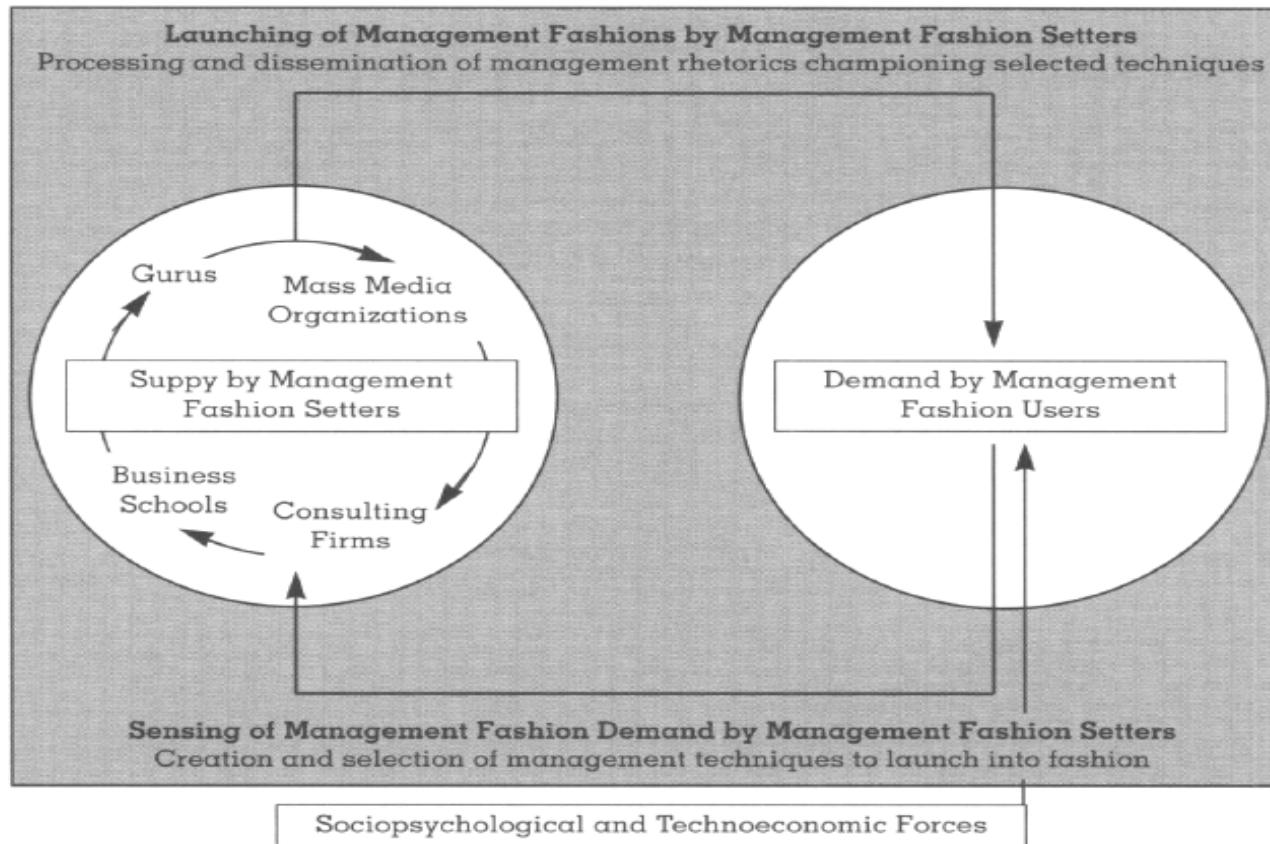 Launching of Management Fashions by Management Fashion Setters
Processing and dissemination of management rhetorics championing selected techniques
Gurus
Mass Media
Organizations
Suppy by Management
Fashion Setters
Business
Schools
Consulting
Firms
Demand by Management
Fashion Users
Sensing of Management Fashion Demand by Management Fashion Setters
Creation and selection of management techniques to launch into fashion
Sociopsychological and Technoeconomic Forces